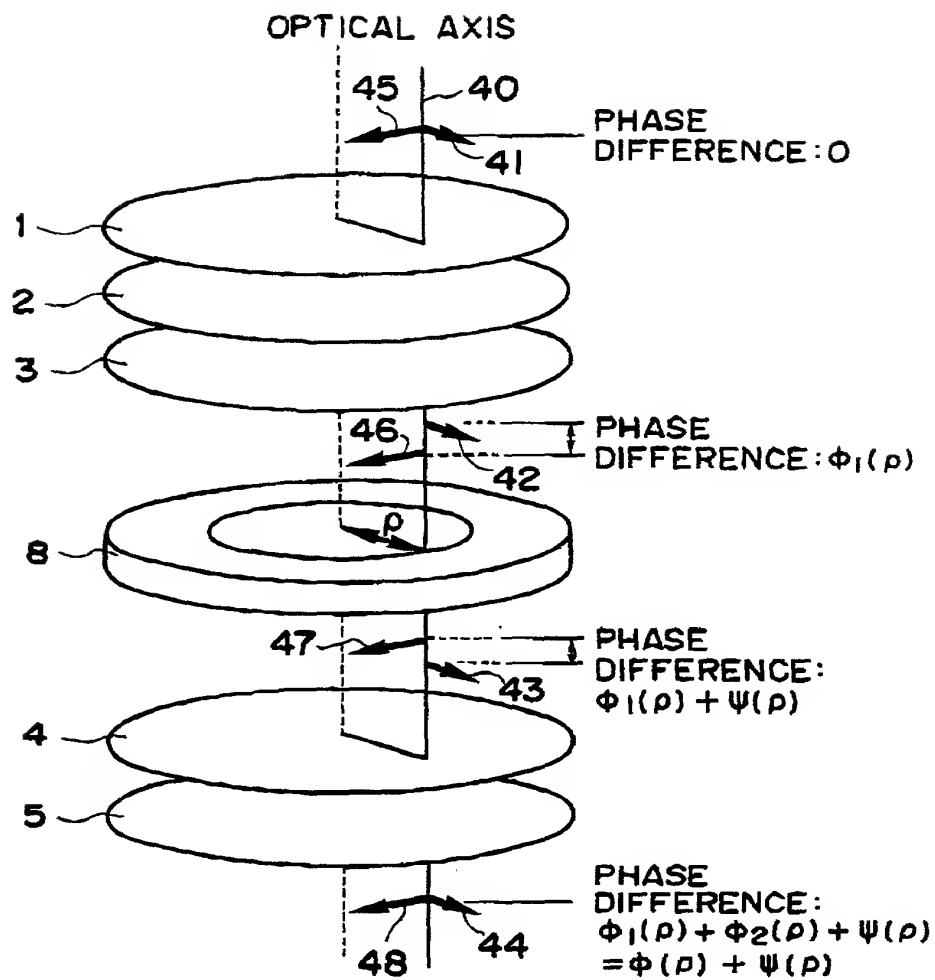 OPTICAL AXIS
45
40
PHASE
DIFFERENCE: 0
41
1
2
3
46
PHASE
DIFFERENCE: Φ1(ρ)
42
ρ
8
47
PHASE
DIFFERENCE:
Φ1(ρ) + Ψ(ρ)
43
4
5
PHASE
DIFFERENCE:
Φ1(ρ) + Φ2(ρ) + Ψ(ρ)
= Φ(ρ) + Ψ(ρ)
48
44